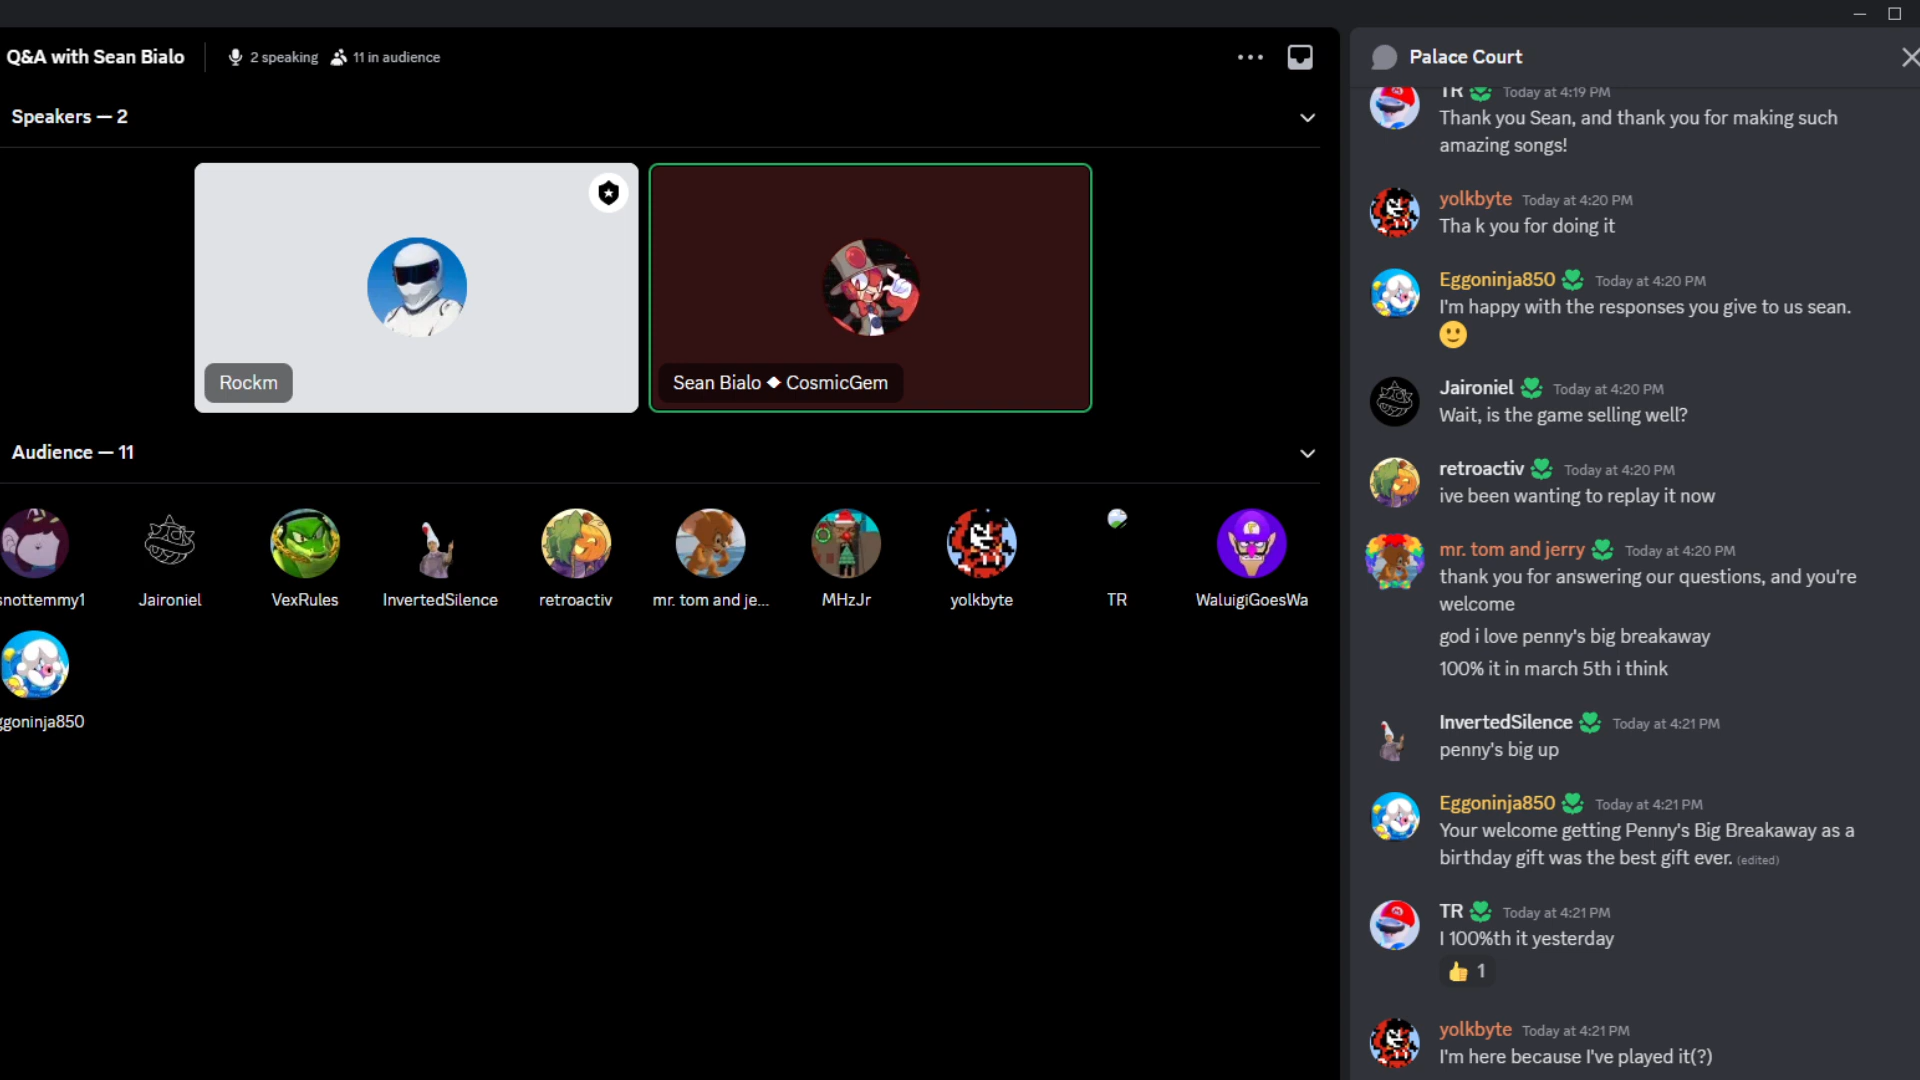 Q&A with Sean Bialo
2 speaking
11 in audience
Speakers — 2
Rockm
Sean Bialo ◆ CosmicGem
Audience — 11
snottemmy1
Jaironiel
VexRules
InvertedSilence
retroactiv
mr. tom and je...
MHzJr
yolkbyte
TR
WaluigiGoesWa
ggoninja850
Palace Court
TR Today at 4:19 PM
Thank you Sean, and thank you for making such
amazing songs!
yolkbyte Today at 4:20 PM
Tha k you for doing it
Eggoninja850 Today at 4:20 PM
I'm happy with the responses you give to us sean.
🙂
Jaironiel Today at 4:20 PM
Wait, is the game selling well?
retroactiv Today at 4:20 PM
ive been wanting to replay it now
mr. tom and jerry Today at 4:20 PM
thank you for answering our questions, and you're
welcome
god i love penny's big breakaway
100% it in march 5th i think
InvertedSilence Today at 4:21 PM
penny's big up
Eggoninja850 Today at 4:21 PM
Your welcome getting Penny's Big Breakaway as a
birthday gift was the best gift ever. (edited)
TR Today at 4:21 PM
I 100%th it yesterday
👍 1
yolkbyte Today at 4:21 PM
I'm here because I've played it(?)